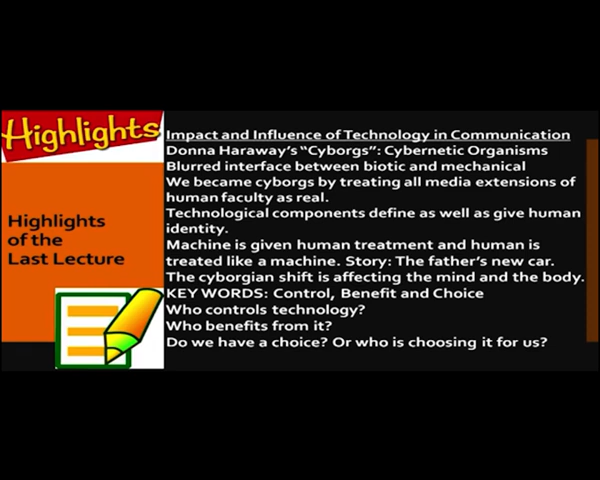 Highlights
Highlights
of the
Last Lecture
Impact and Influence of Technology in Communication
Donna Haraway's "Cyborgs": Cybernetic Organisms
Blurred interface between biotic and mechanical
We became cyborgs by treating all media extensions of
human faculty as real.
Technological components define as well as give human
identity.
Machine is given human treatment and human is
treated like a machine. Story: The father's new car.
The cyborgian shift is affecting the mind and the body.
KEY WORDS: Control, Benefit and Choice
Who controls technology?
Who benefits from it?
Do we have a choice? Or who is choosing it for us?